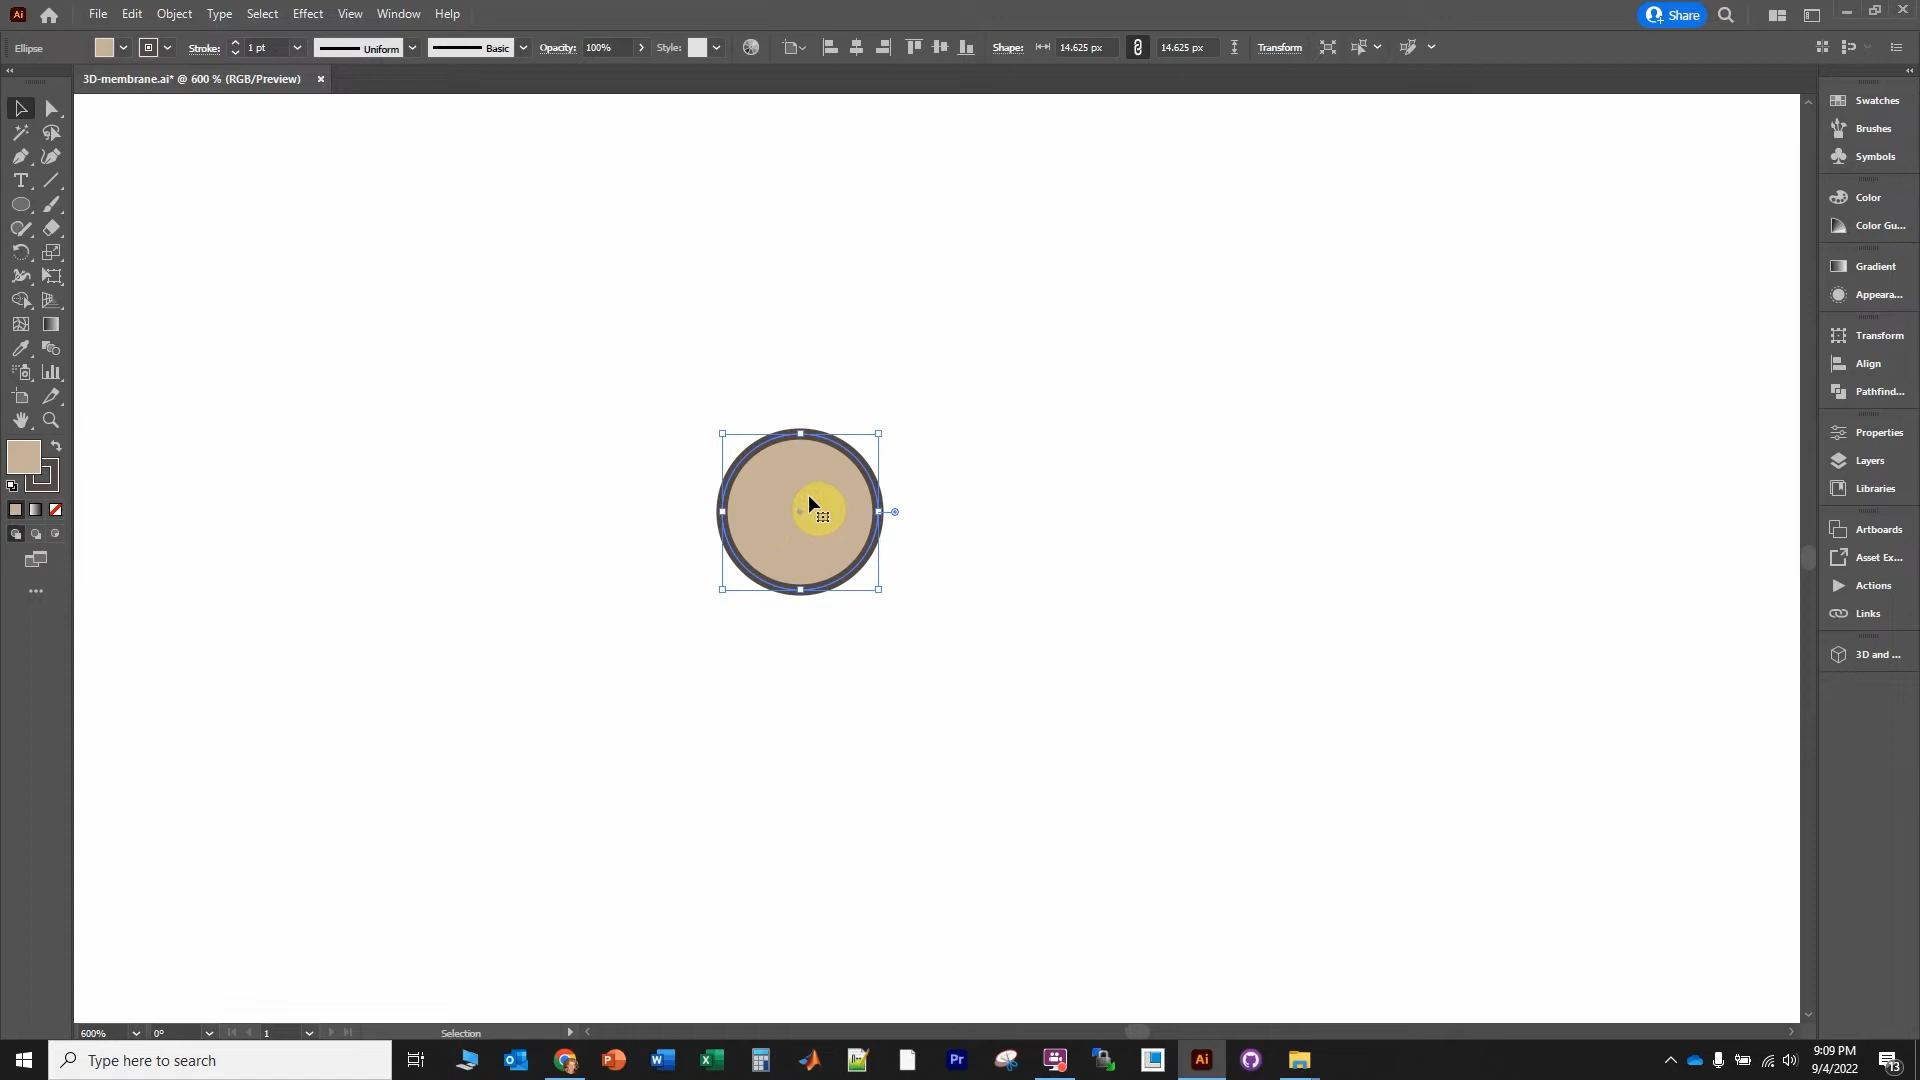 Ai File Edit Object Type Select Effect View Window Help Share
Ellipse Stroke: 1 pt Uniform Basic Opacity: 100% Style: Shape: 14.625 px 14.625 px Transform
3D-membrane.ai* @ 600 % (RGB/Preview) ×
Swatches
Brushes
Symbols
Color
Color Gu...
Gradient
Appeara...
Transform
Align
Pathfind...
Properties
Layers
Libraries
Artboards
Asset Ex...
Actions
Links
3D and ...
T
600% 0° 1 Selection
Type here to search
Pr
Ai
9:09 PM
9/4/2022
13